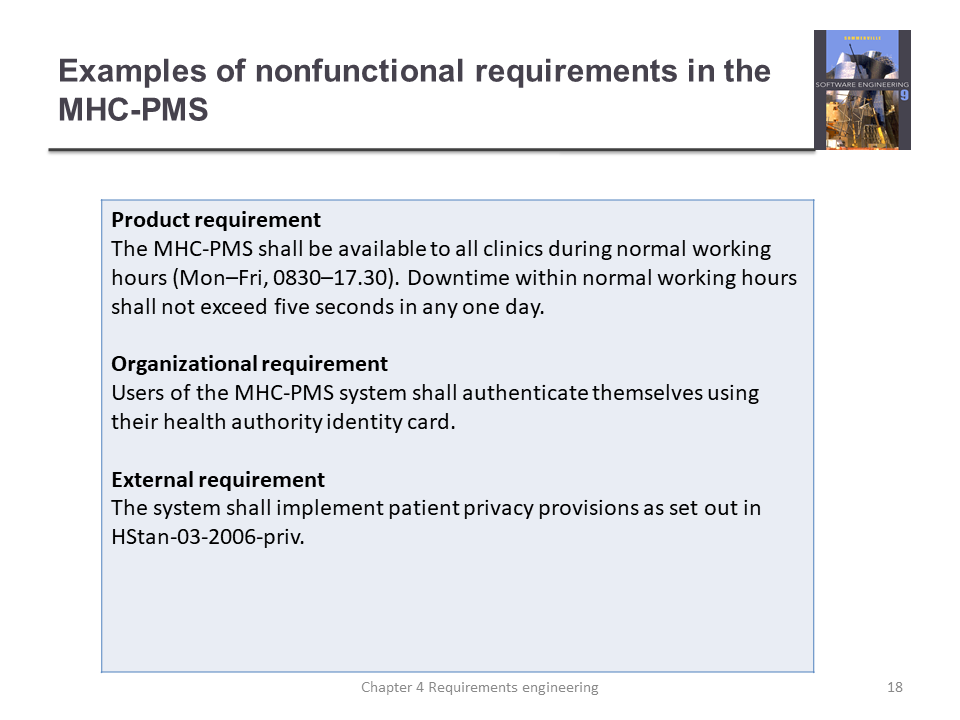 Examples of nonfunctional requirements in the
MHC-PMS
SOMMERVILLE
SOFTWARE ENGINEERING
9
Product requirement
The MHC-PMS shall be available to all clinics during normal working
hours (Mon–Fri, 0830–17.30). Downtime within normal working hours
shall not exceed five seconds in any one day.
Organizational requirement
Users of the MHC-PMS system shall authenticate themselves using
their health authority identity card.
External requirement
The system shall implement patient privacy provisions as set out in
HStan-03-2006-priv.
Chapter 4 Requirements engineering
18